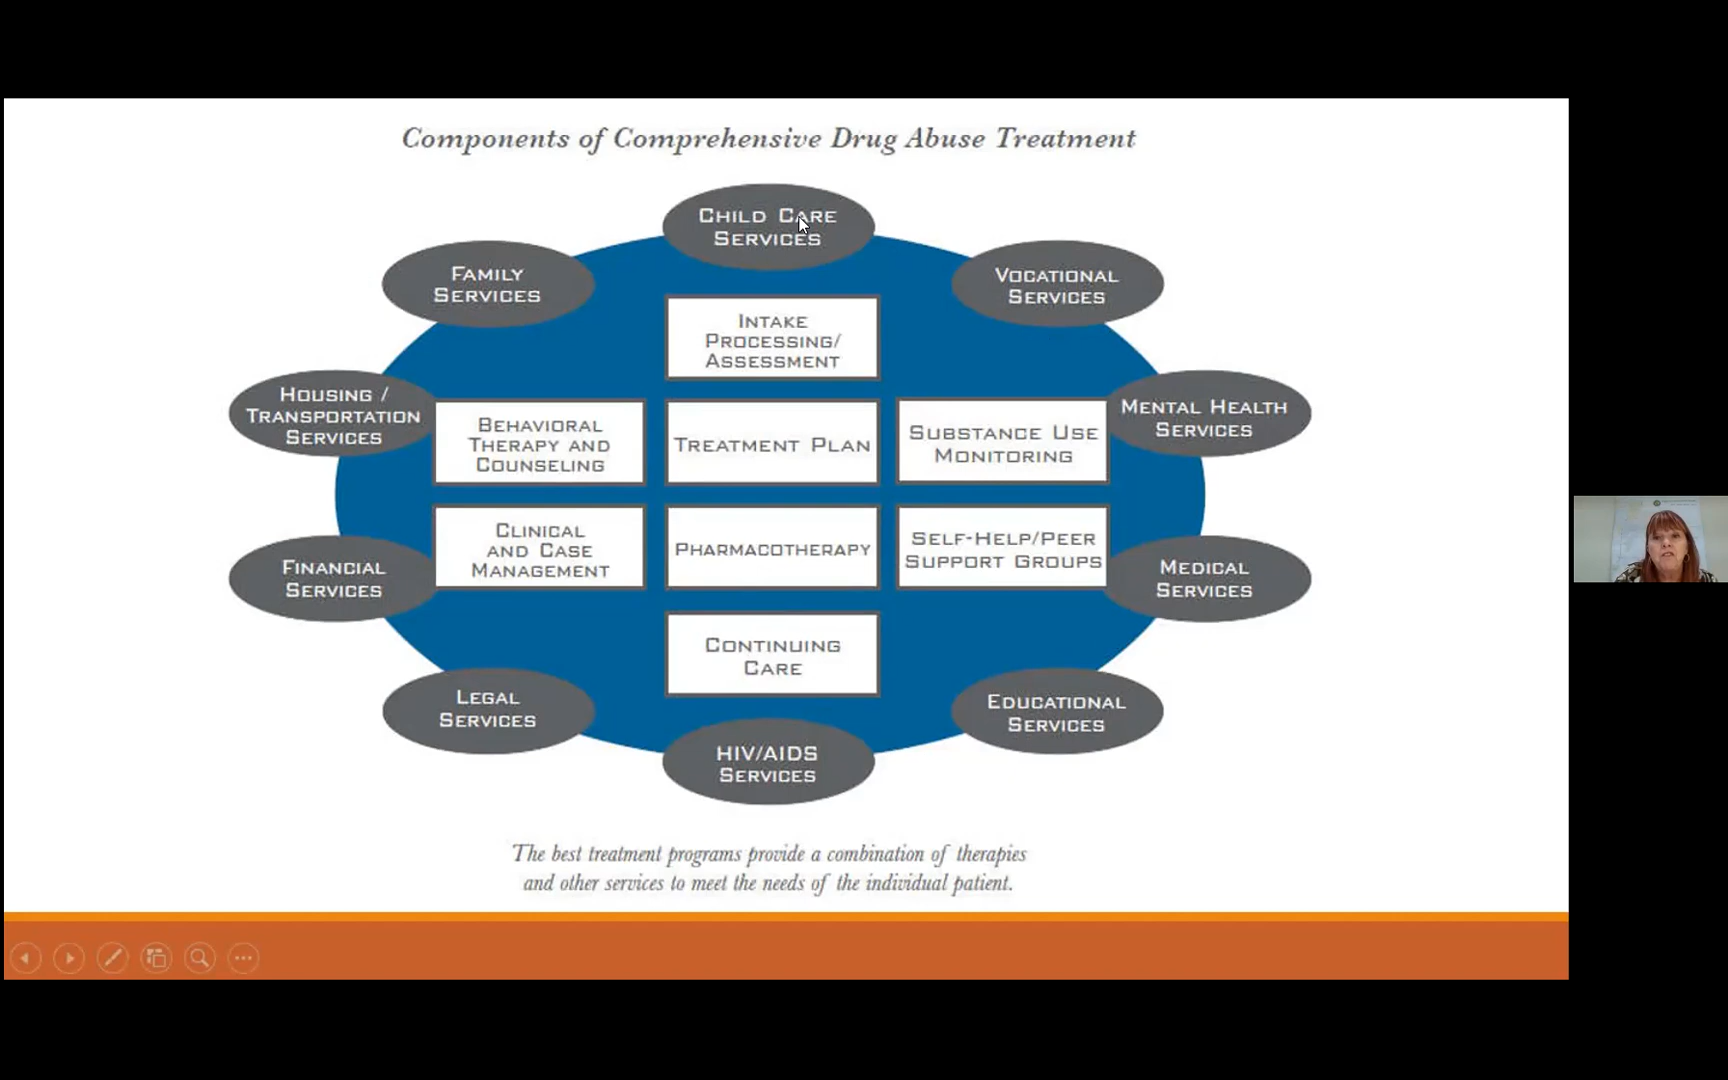 Components of Comprehensive Drug Abuse Treatment
CHILD CARE
SERVICES
FAMILY
SERVICES
VOCATIONAL
SERVICES
INTAKE
PROCESSING/
ASSESSMENT
HOUSING /
TRANSPORTATION
SERVICES
BEHAVIORAL
THERAPY AND
COUNSELING
TREATMENT PLAN
SUBSTANCE USE
MONITORING
MENTAL HEALTH
SERVICES
FINANCIAL
SERVICES
CLINICAL
AND CASE
MANAGEMENT
PHARMACOTHERAPY
SELF-HELP/PEER
SUPPORT GROUPS
MEDICAL
SERVICES
CONTINUING
CARE
LEGAL
SERVICES
EDUCATIONAL
SERVICES
HIV/AIDS
SERVICES
The best treatment programs provide a combination of therapies
and other services to meet the needs of the individual patient.